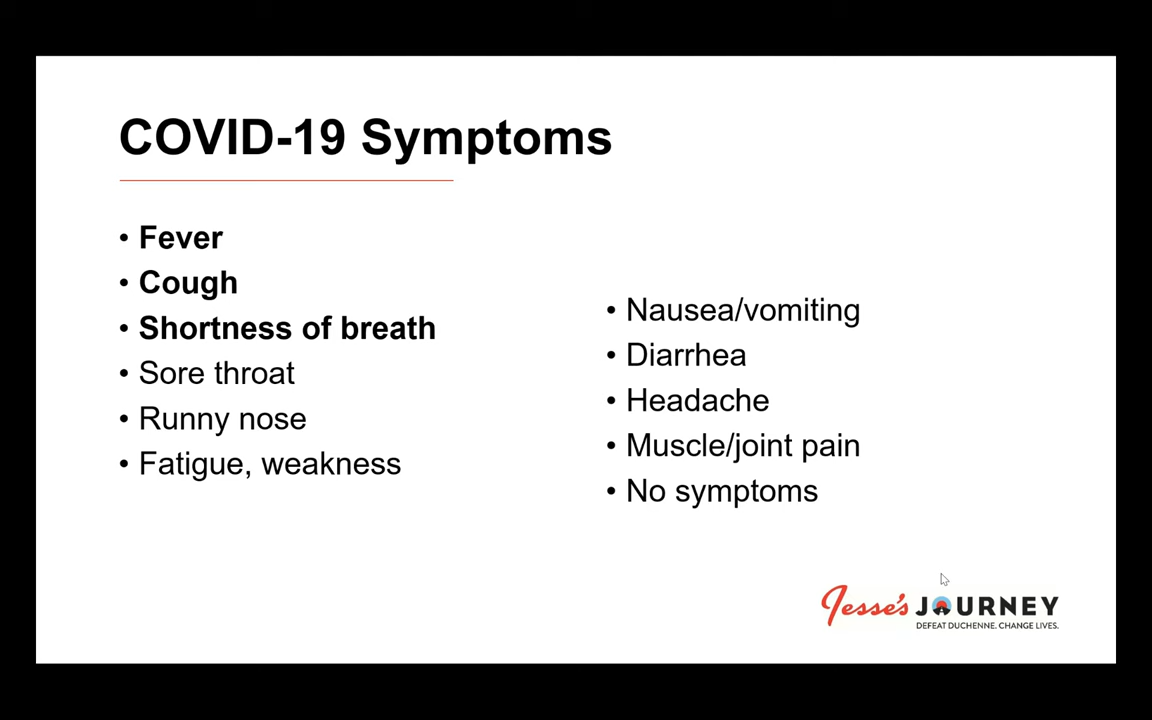 COVID-19 Symptoms
• Fever
• Cough
• Shortness of breath
• Sore throat
• Runny nose
• Fatigue, weakness
• Nausea/vomiting
• Diarrhea
• Headache
• Muscle/joint pain
• No symptoms
Jesse's JOURNEY
DEFEAT DUCHENNE. CHANGE LIVES.